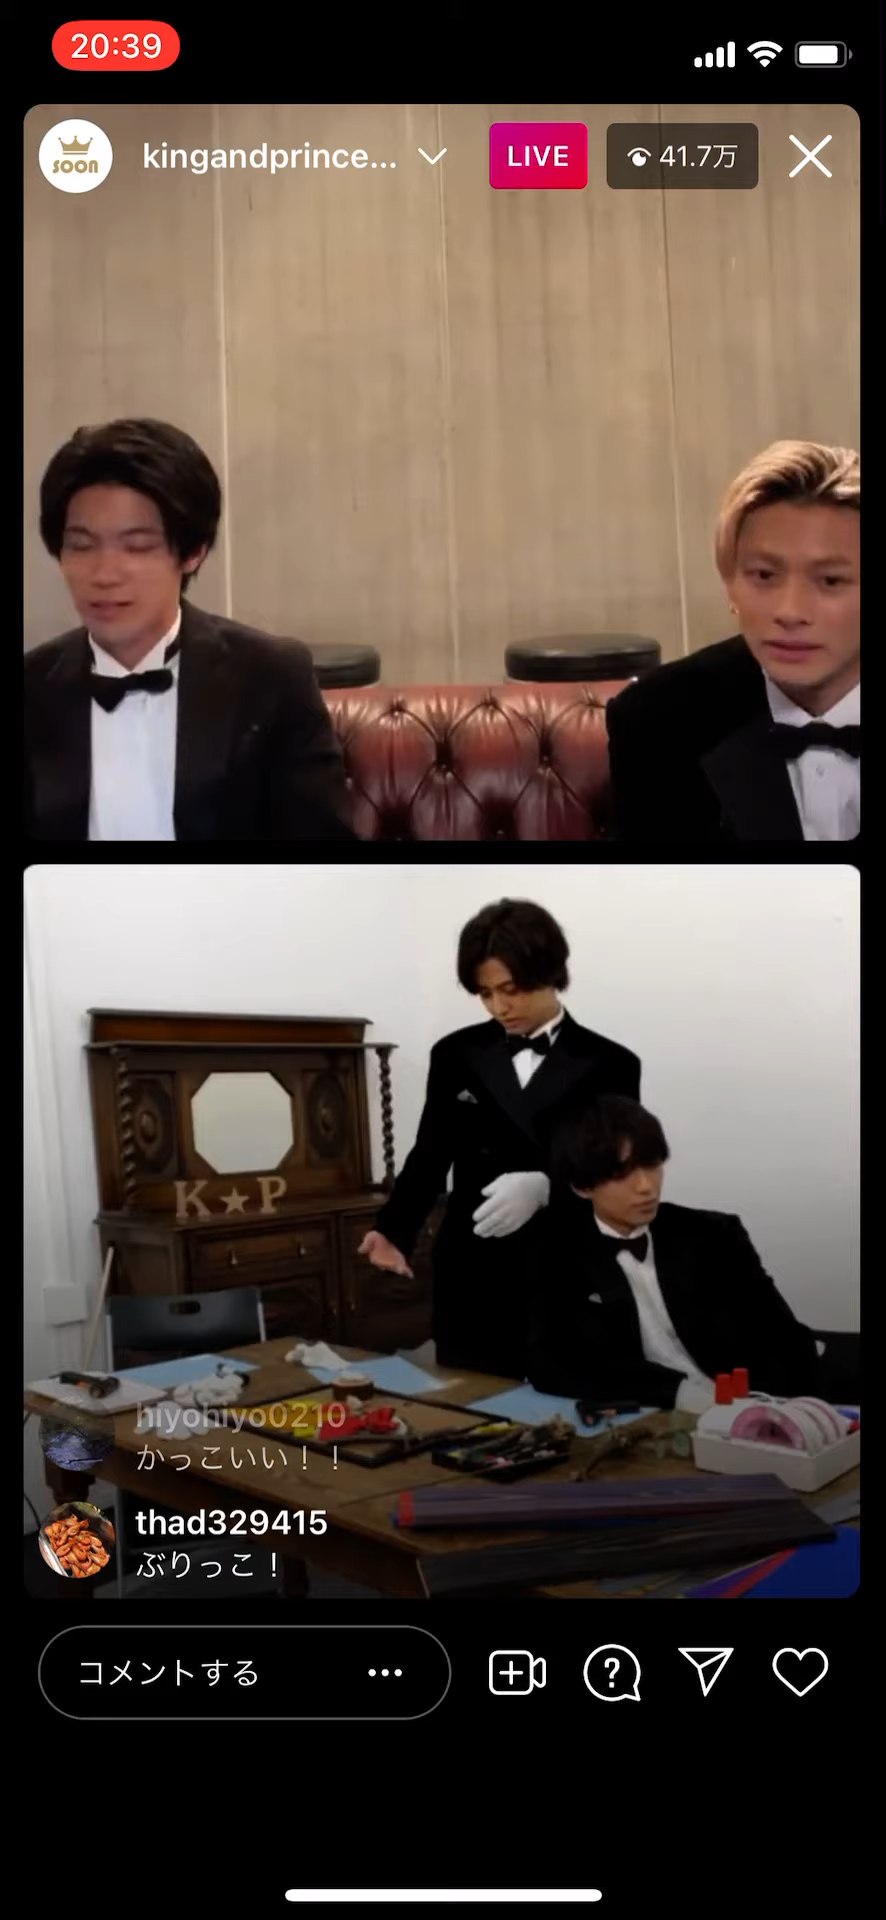 20:39
SOON
kingandprince...
LIVE
41.7万
K★P
hiyohiyo0210
かっこいい！！
thad329415
ぶりっこ！
コメントする